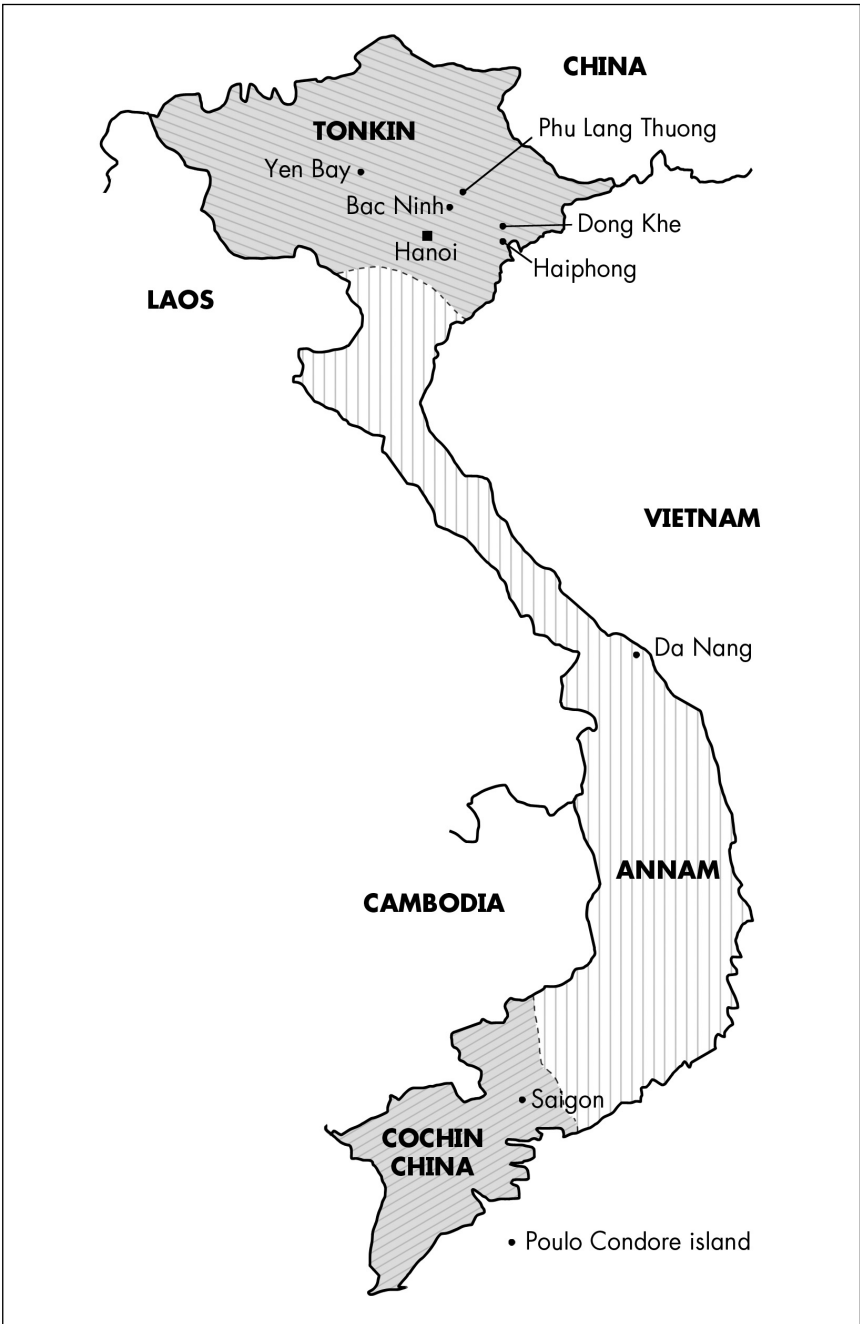 CHINA
TONKIN
Phu Lang Thuong
Yen Bay
Bac Ninh
Dong Khe
Hanoi
Haiphong
LAOS
VIETNAM
Da Nang
ANNAM
CAMBODIA
Saigon
COCHIN
CHINA
Poulo Condore island